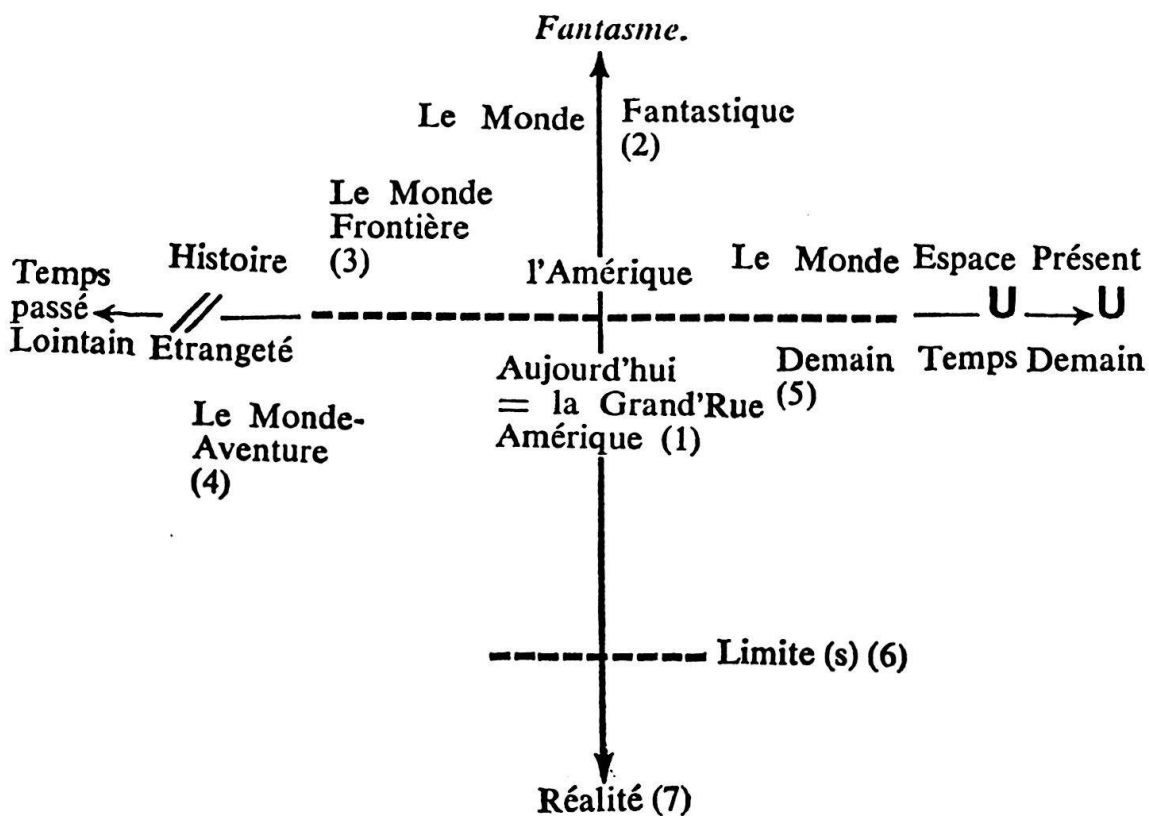 Fantasme.
Le Monde Fantastique
(2)
Le Monde
Frontière
(3)
Temps
passé
Lointain
Histoire
Etrangeté
l'Amérique
Le Monde
Demain
(5)
Espace
U
Temps
Présent
U
Demain
Aujourd'hui
= la Grand'Rue
Amérique (1)
Le Monde-
Aventure
(4)
Limite (s) (6)
Réalité (7)